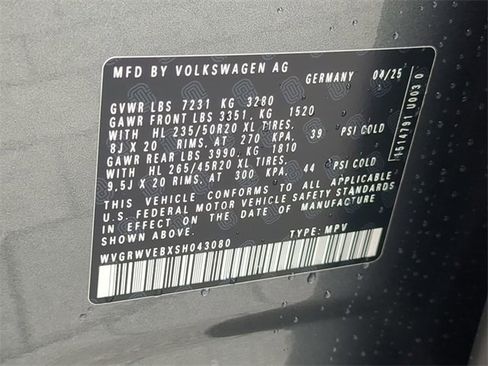 MFD BY VOLKSWAGEN AG
GERMANY 04/25
GVWR LBS 7231 KG 3280
GAWR FRONT LBS 3351, KG 1520
WITH HL 235/50R20 XL TIRES,
8J X 20 RIMS, AT 270 KPA, 39 PSI COLD
GAWR REAR LBS 3990, KG 1810
WITH HL 265/45R20 XL TIRES,
9,5J X 20 RIMS, AT 300 KPA, 44 PSI COLD
THIS VEHICLE CONFORMS TO ALL APPLICABLE
U.S. FEDERAL MOTOR VEHICLE SAFETY STANDARDS
IN EFFECT ON THE DATE OF MANUFACTURE
SHOWN ABOVE
WVGRWVEBXSH043080 TYPE: MPV
1514791 U003 0